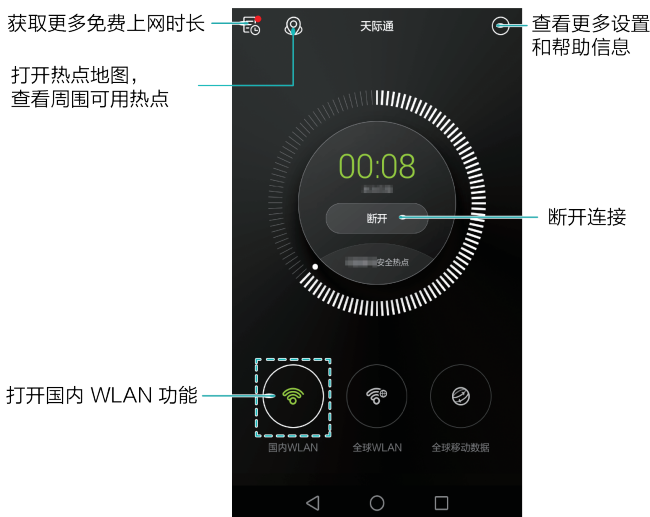 获取更多免费上网时长
天际通
查看更多设置
和帮助信息
打开热点地图，
查看周围可用热点
00:08
断开
断开连接
安全热点
打开国内 WLAN 功能
国内WLAN
全球WLAN
全球移动数据